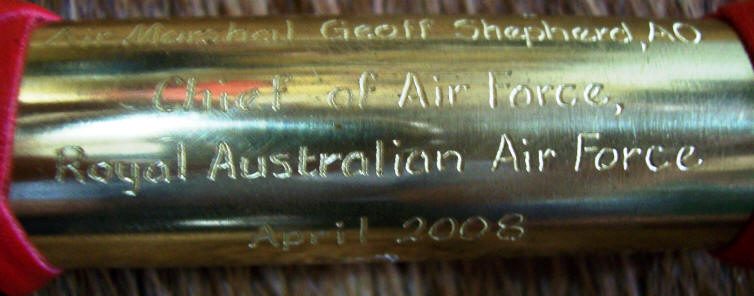 Air Marshal Geoff Shepherd, AO
Chief of Air Force,
Royal Australian Air Force
April 2008